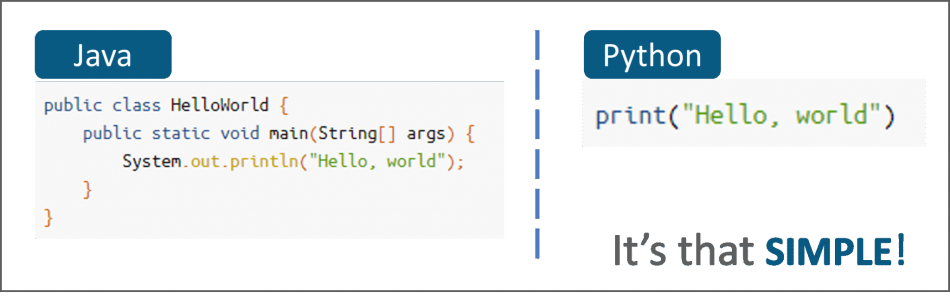 Java
public class HelloWorld {
    public static void main(String[] args) {
        System.out.println("Hello, world");
    }
}
Python
print("Hello, world")
It's that SIMPLE!